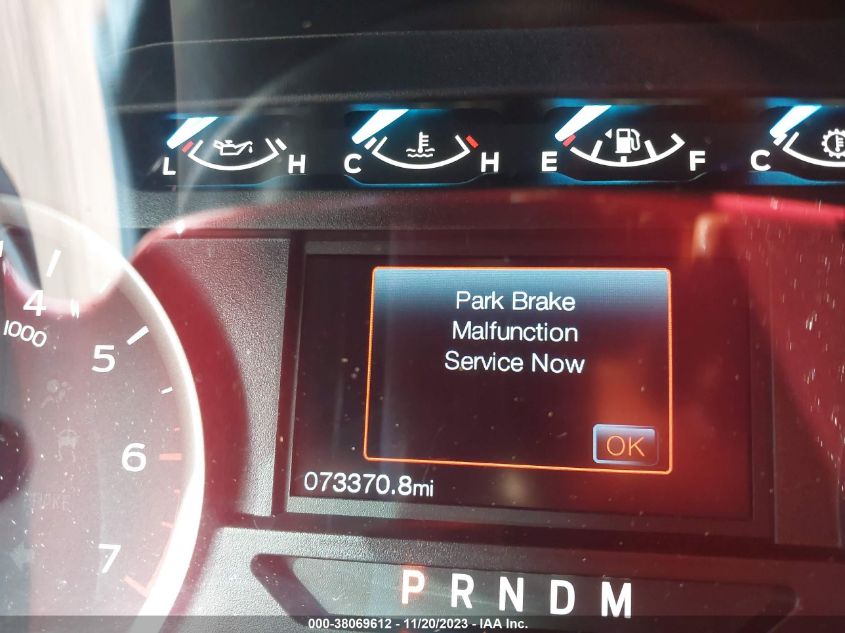 L H C H E F C
4
1000
5
6
7
Park Brake
Malfunction
Service Now
OK
073370.8mi
P R N D M
000-38069612 - 11/20/2023 - IAA Inc.